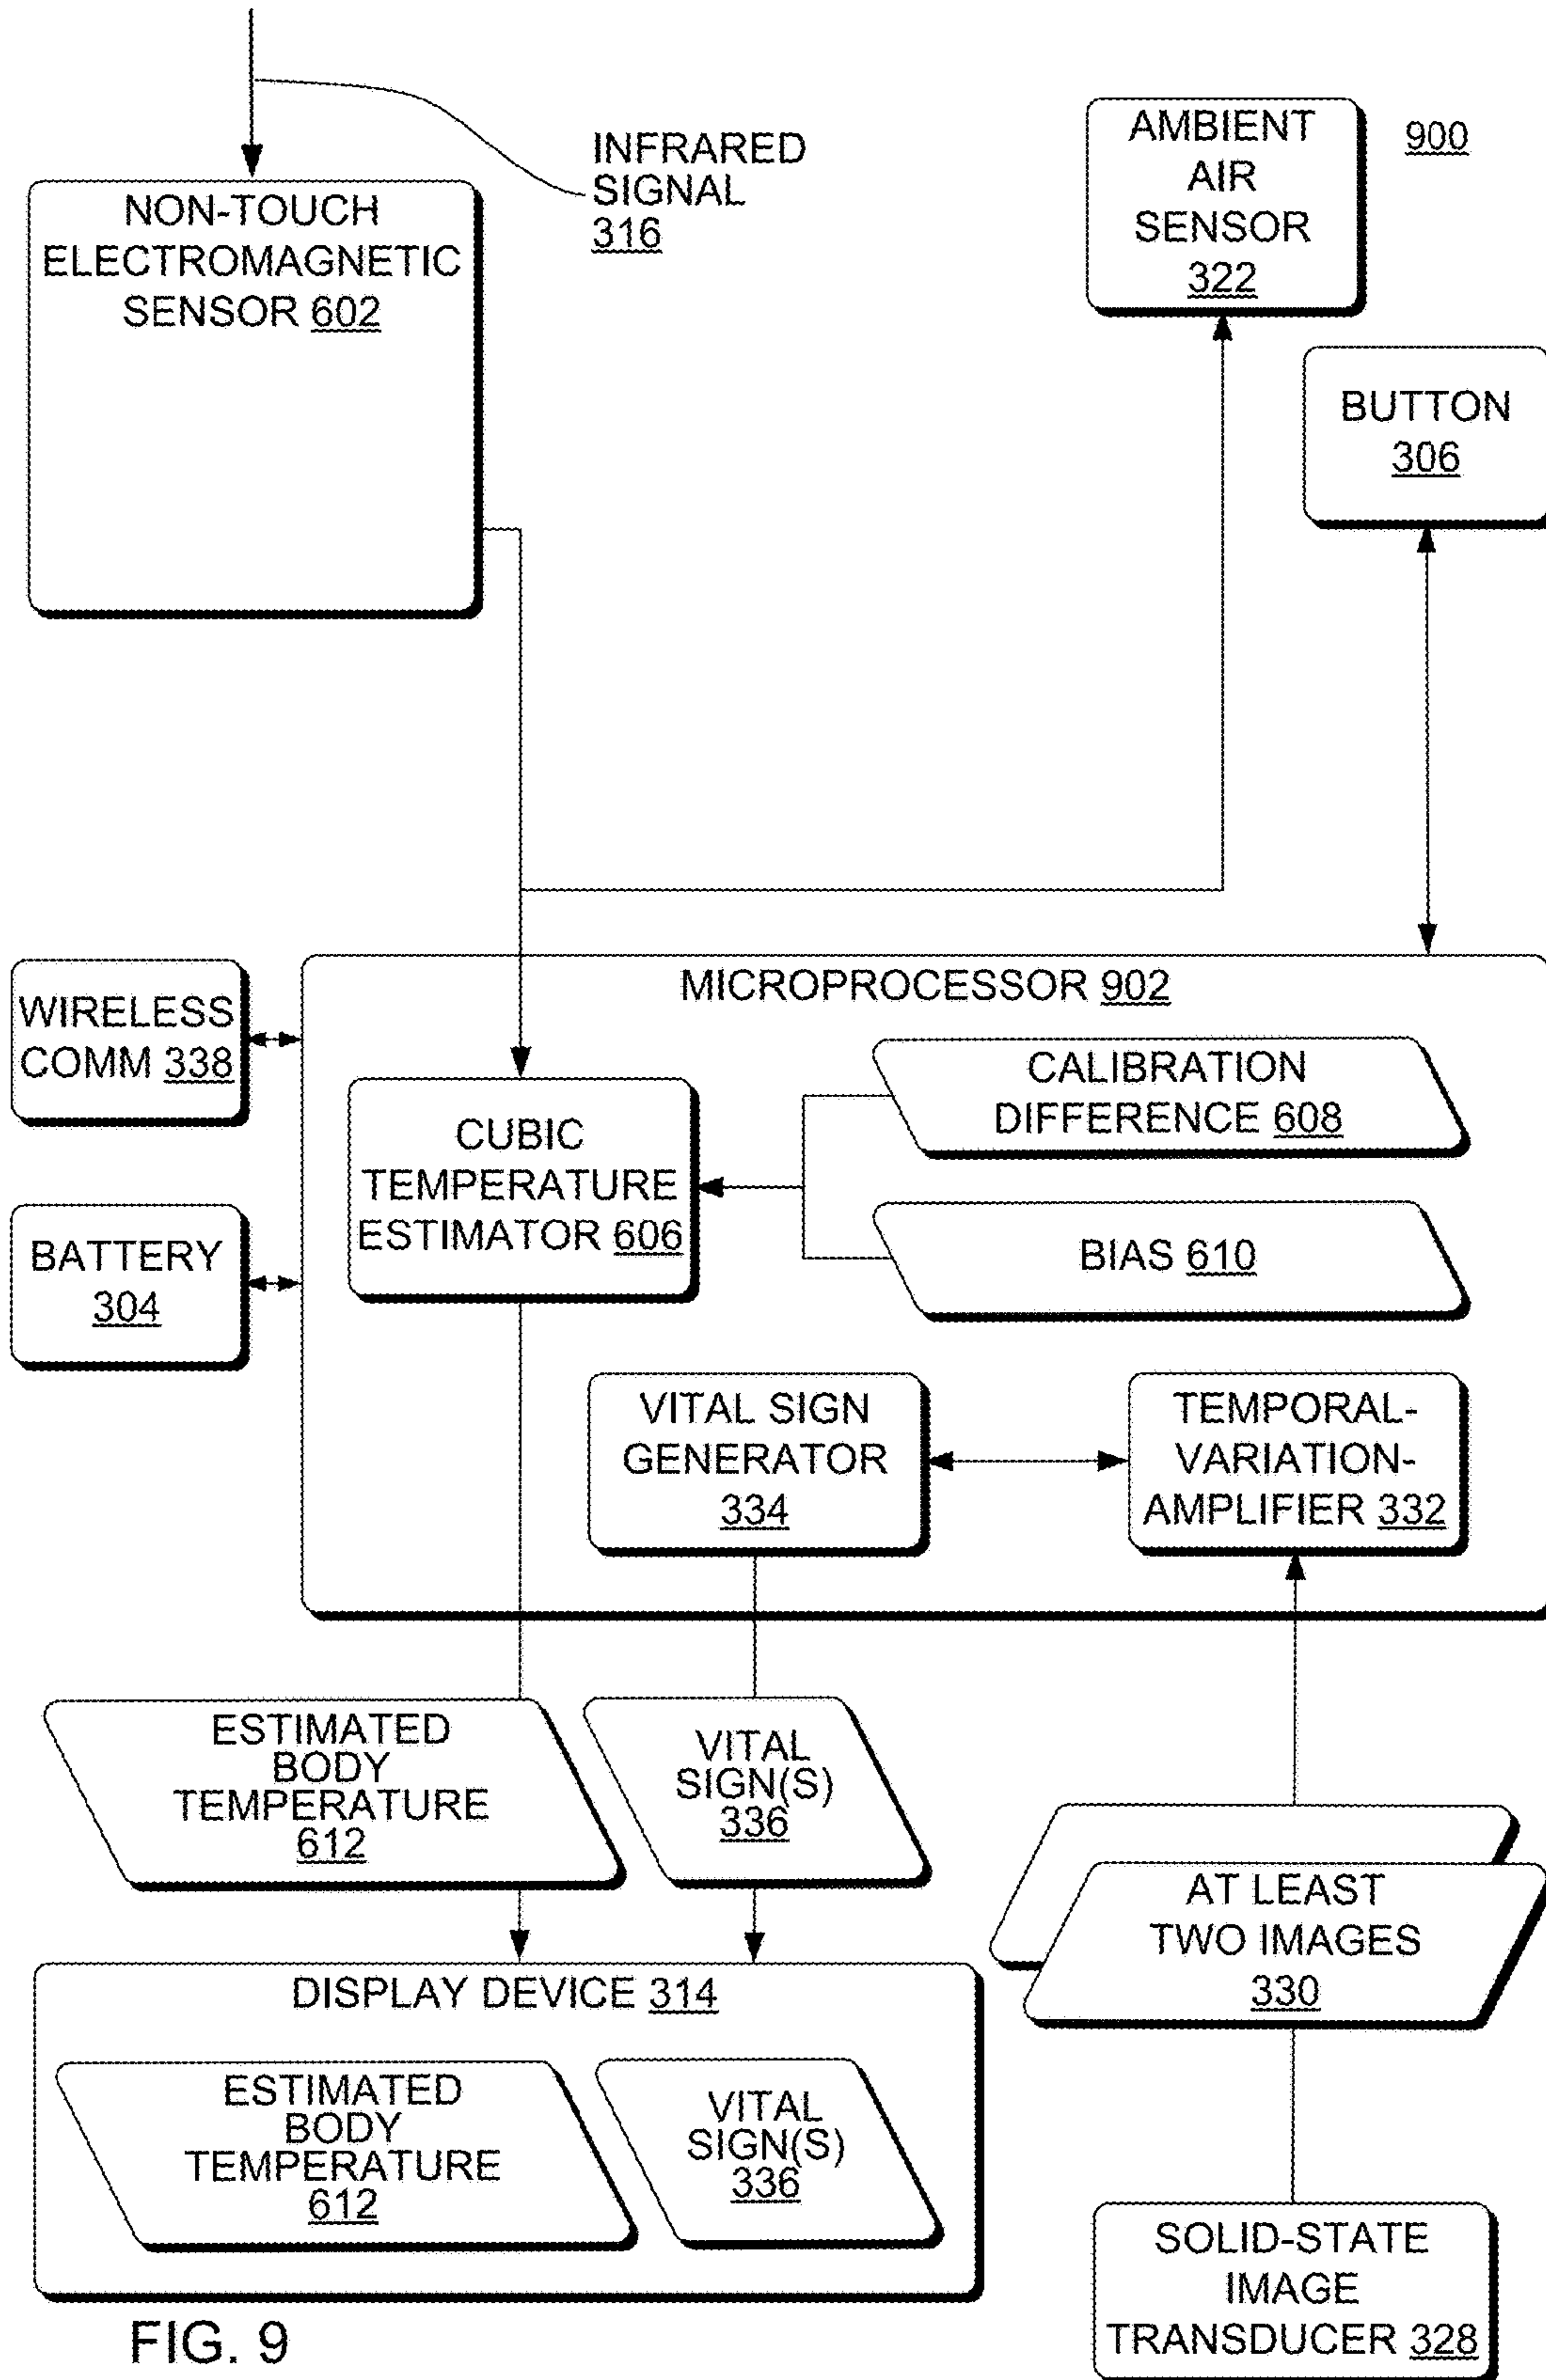 INFRARED
SIGNAL
316
NON-TOUCH
ELECTROMAGNETIC
SENSOR 602
AMBIENT
AIR
SENSOR
322
900
BUTTON
306
MICROPROCESSOR 902
WIRELESS
COMM 338
BATTERY
304
CUBIC
TEMPERATURE
ESTIMATOR 606
CALIBRATION
DIFFERENCE 608
BIAS 610
VITAL SIGN
GENERATOR
334
TEMPORAL-
VARIATION-
AMPLIFIER 332
ESTIMATED
BODY
TEMPERATURE
612
VITAL
SIGN(S)
336
AT LEAST
TWO IMAGES
330
DISPLAY DEVICE 314
ESTIMATED
BODY
TEMPERATURE
612
VITAL
SIGN(S)
336
SOLID-STATE
IMAGE
TRANSDUCER 328
FIG. 9